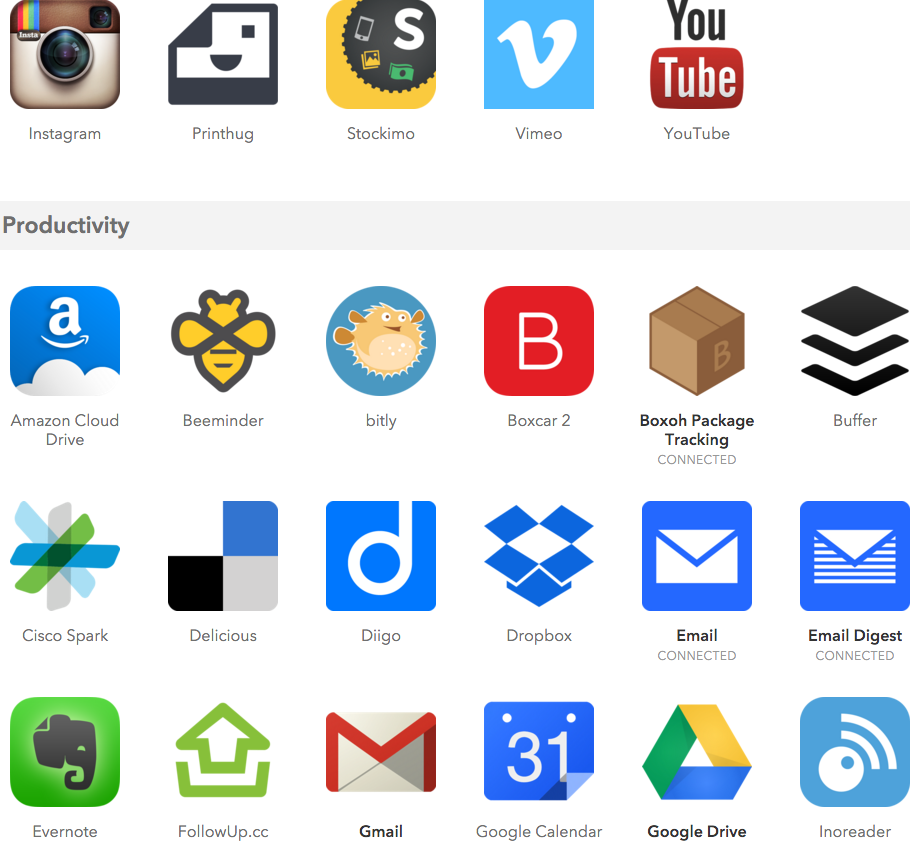 Insta
S
You
Tube
Instagram
Printhug
Stockimo
Vimeo
YouTube
Productivity
a
B
B
Amazon Cloud
Drive
Beeminder
bitly
Boxcar 2
Boxoh Package
Tracking
CONNECTED
Buffer
d
Cisco Spark
Delicious
Diigo
Dropbox
Email
CONNECTED
Email Digest
CONNECTED
31
Evernote
FollowUp.cc
Gmail
Google Calendar
Google Drive
Inoreader